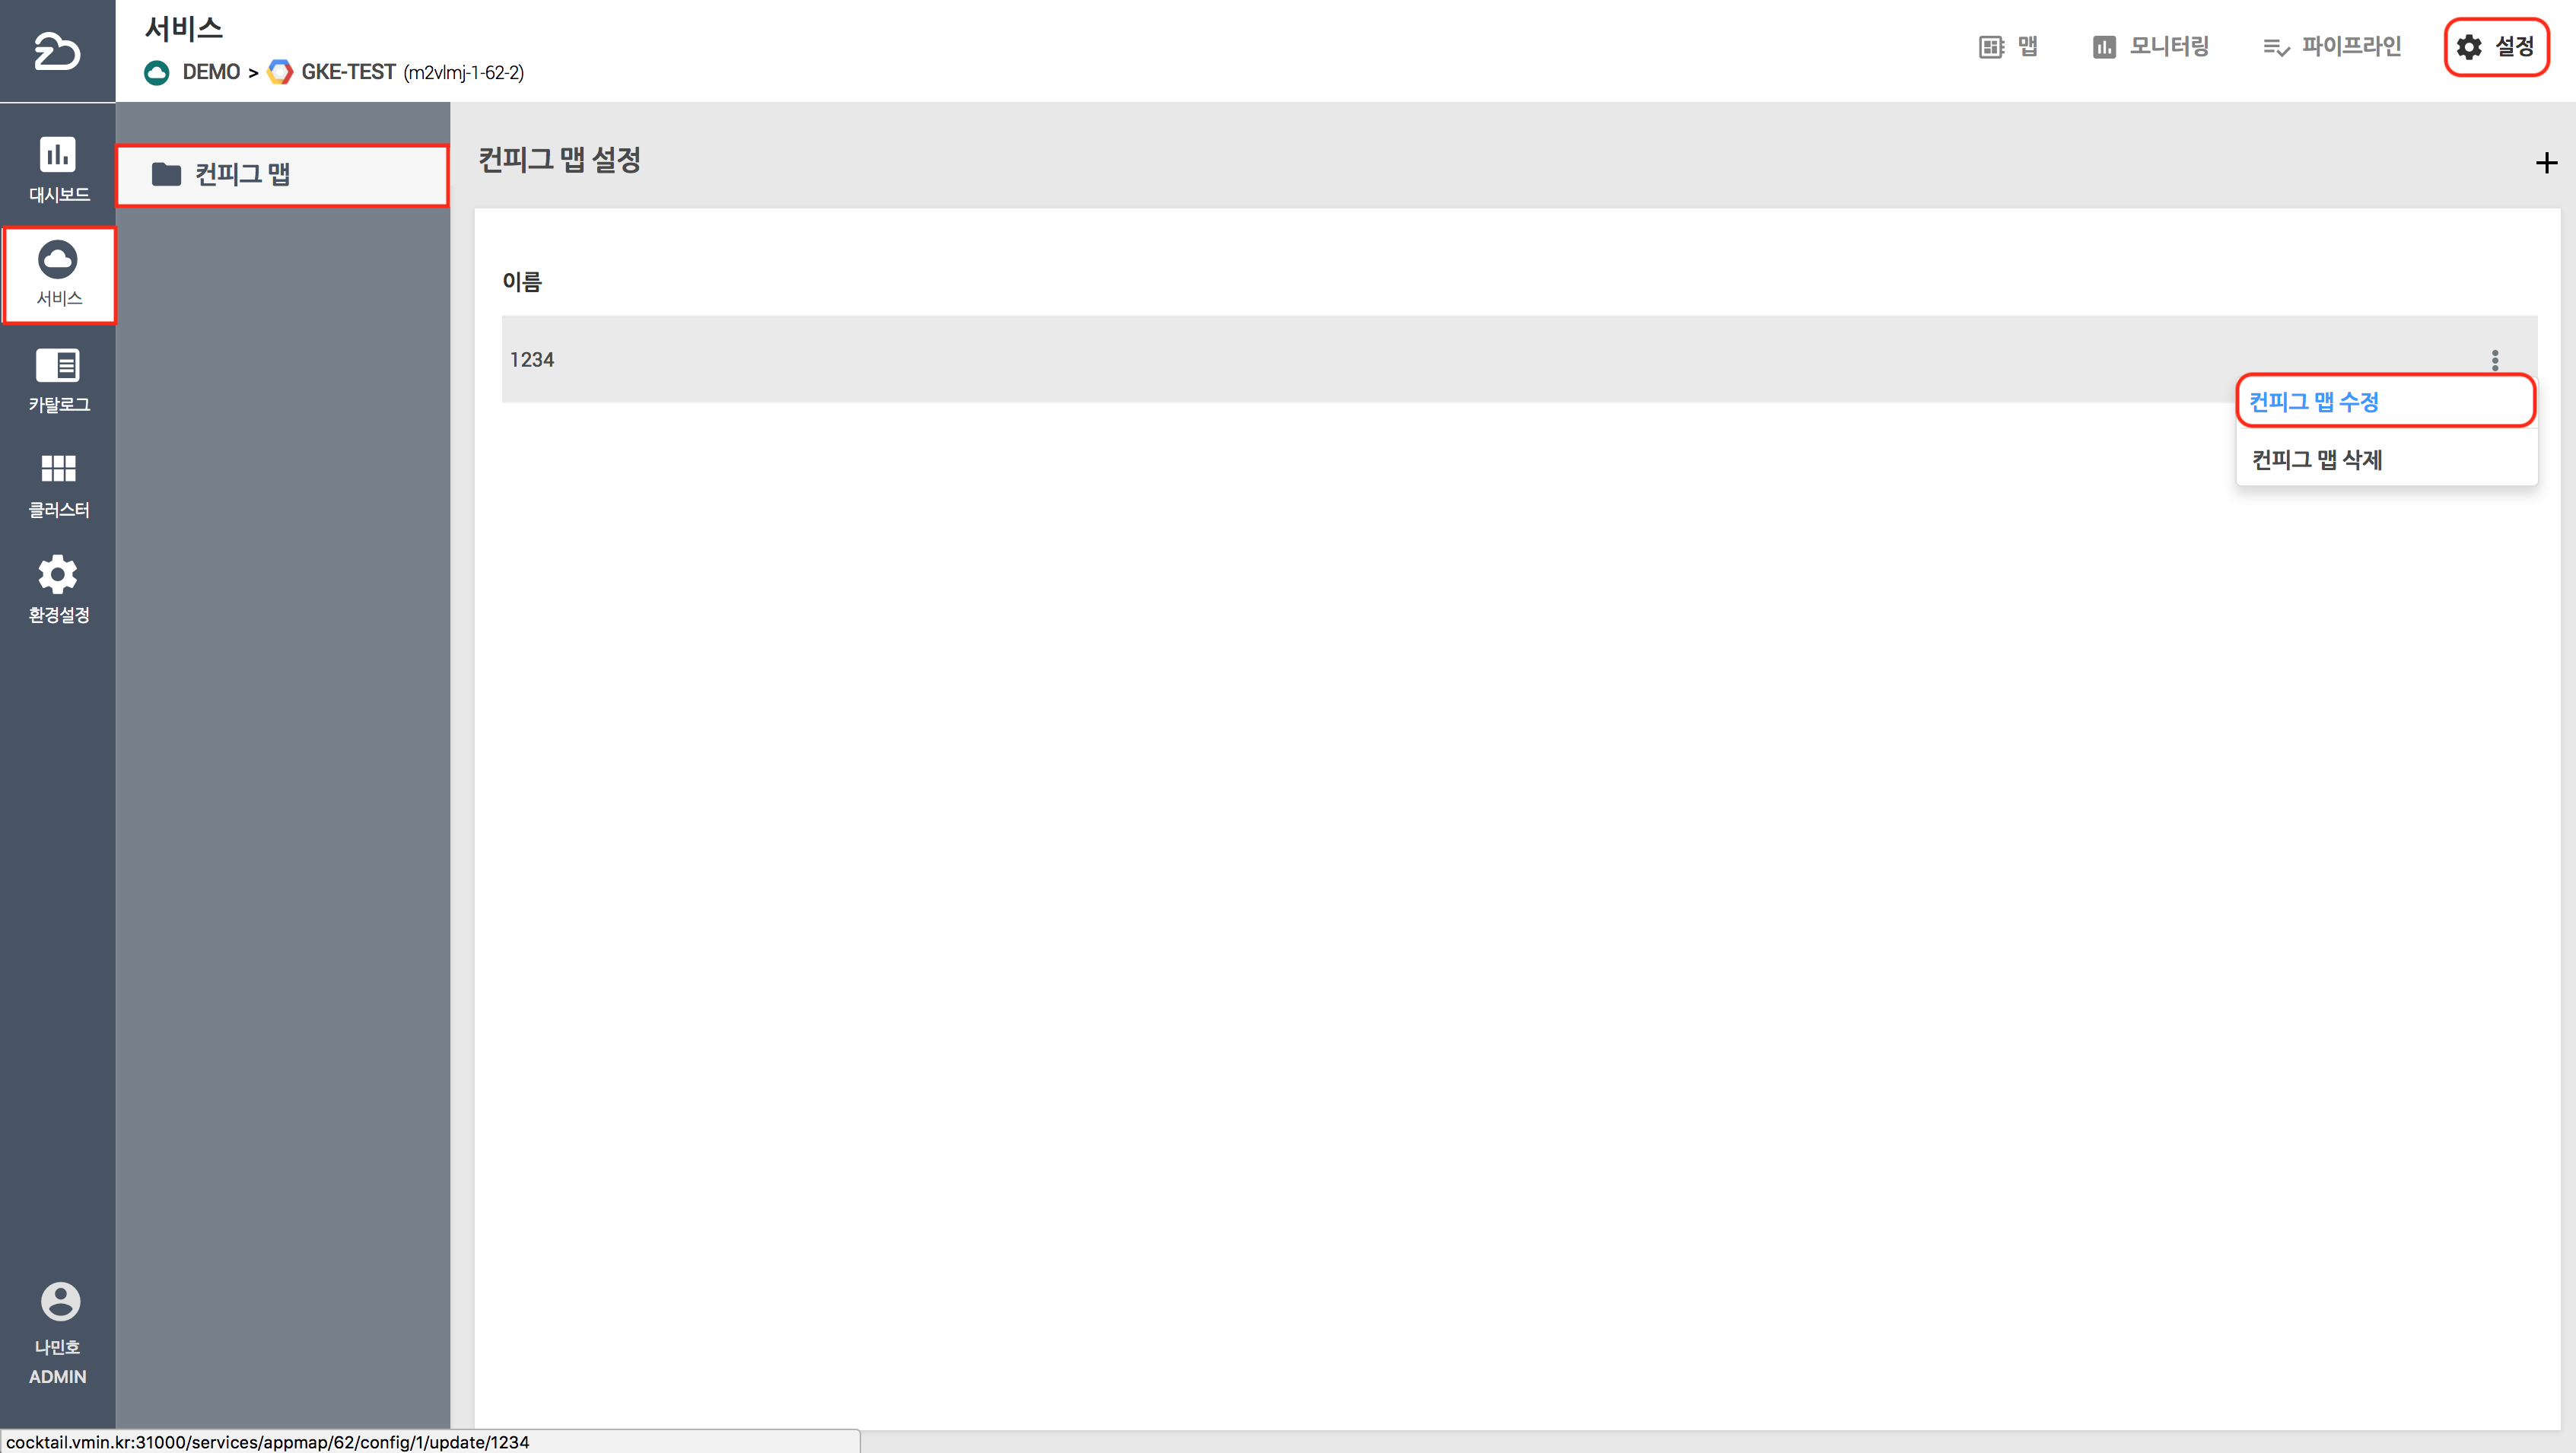 서비스
DEMO > GKE-TEST (m2vlmj-1-62-2)
맵
모니터링
파이프라인
설정
대시보드
서비스
카탈로그
클러스터
환경설정
나민호
ADMIN
컨피그 맵
컨피그 맵 설정
이름
1234
컨피그 맵 수정
컨피그 맵 삭제
cocktail.vmin.kr:31000/services/appmap/62/config/1/update/1234